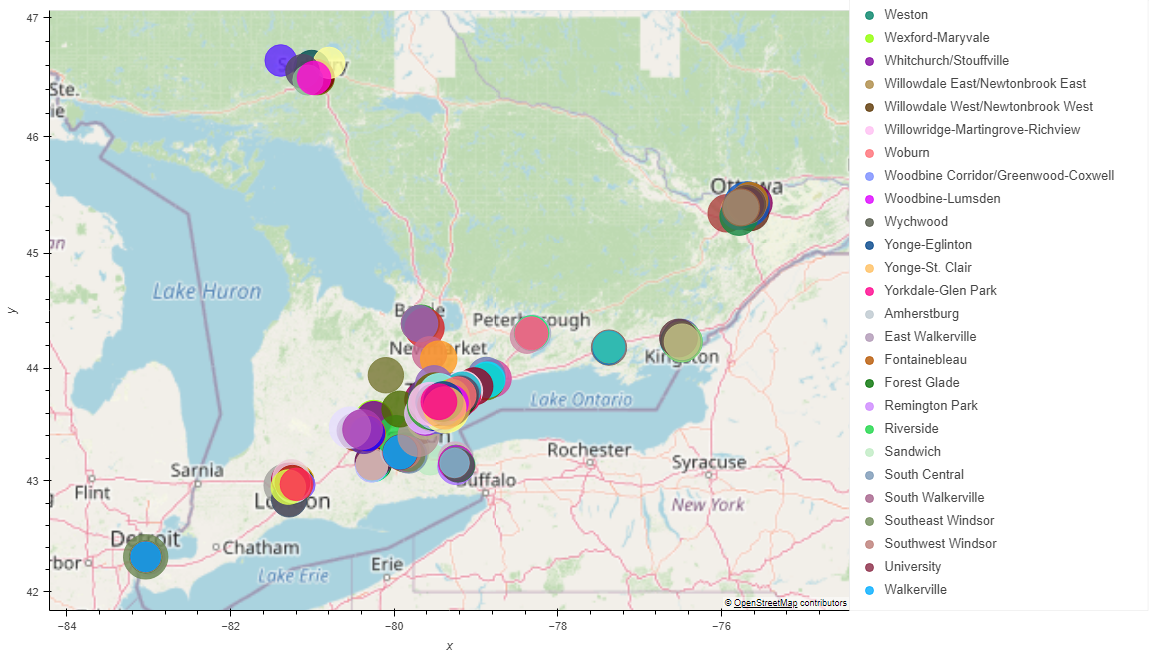 47
46
45
44
43
42
y
Ste.
ie
an
Lake Huron
Ottawa
Peterborough
Newmarket
Kingston
Lake Ontario
Rochester
Syracuse
Buffalo
New York
Sarnia
Flint
London
Detroit
Chatham
bor
Lake Erie
Erie
© OpenStreetMap contributors
−84
−82
−80
−78
−76
x
Weston
Wexford-Maryvale
Whitchurch/Stouffville
Willowdale East/Newtonbrook East
Willowdale West/Newtonbrook West
Willowridge-Martingrove-Richview
Woburn
Woodbine Corridor/Greenwood-Coxwell
Woodbine-Lumsden
Wychwood
Yonge-Eglinton
Yonge-St. Clair
Yorkdale-Glen Park
Amherstburg
East Walkerville
Fontainebleau
Forest Glade
Remington Park
Riverside
Sandwich
South Central
South Walkerville
Southeast Windsor
Southwest Windsor
University
Walkerville